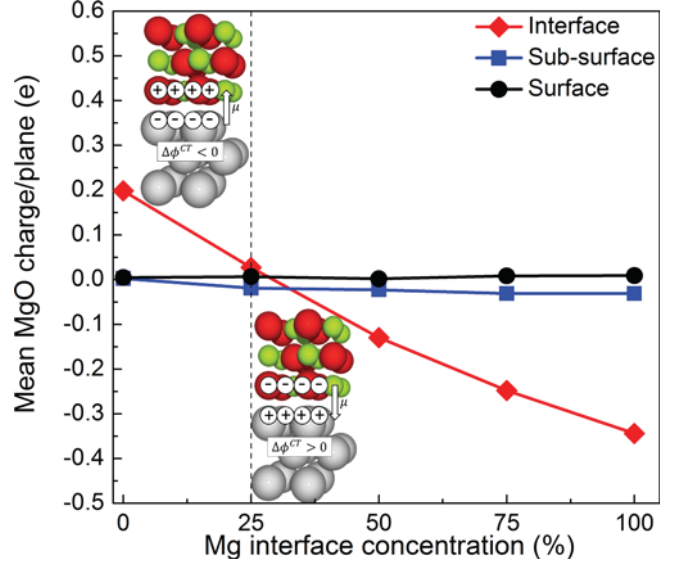 Mean MgO charge/plane (e)
0.6
0.5
0.4
0.3
0.2
0.1
0.0
-0.1
-0.2
-0.3
-0.4
-0.5
Interface
Sub-surface
Surface
+ + + +
μ
− − − −
Δϕ^CT < 0
− − − −
μ
+ + + +
Δϕ^CT > 0
0 25 50 75 100
Mg interface concentration (%)